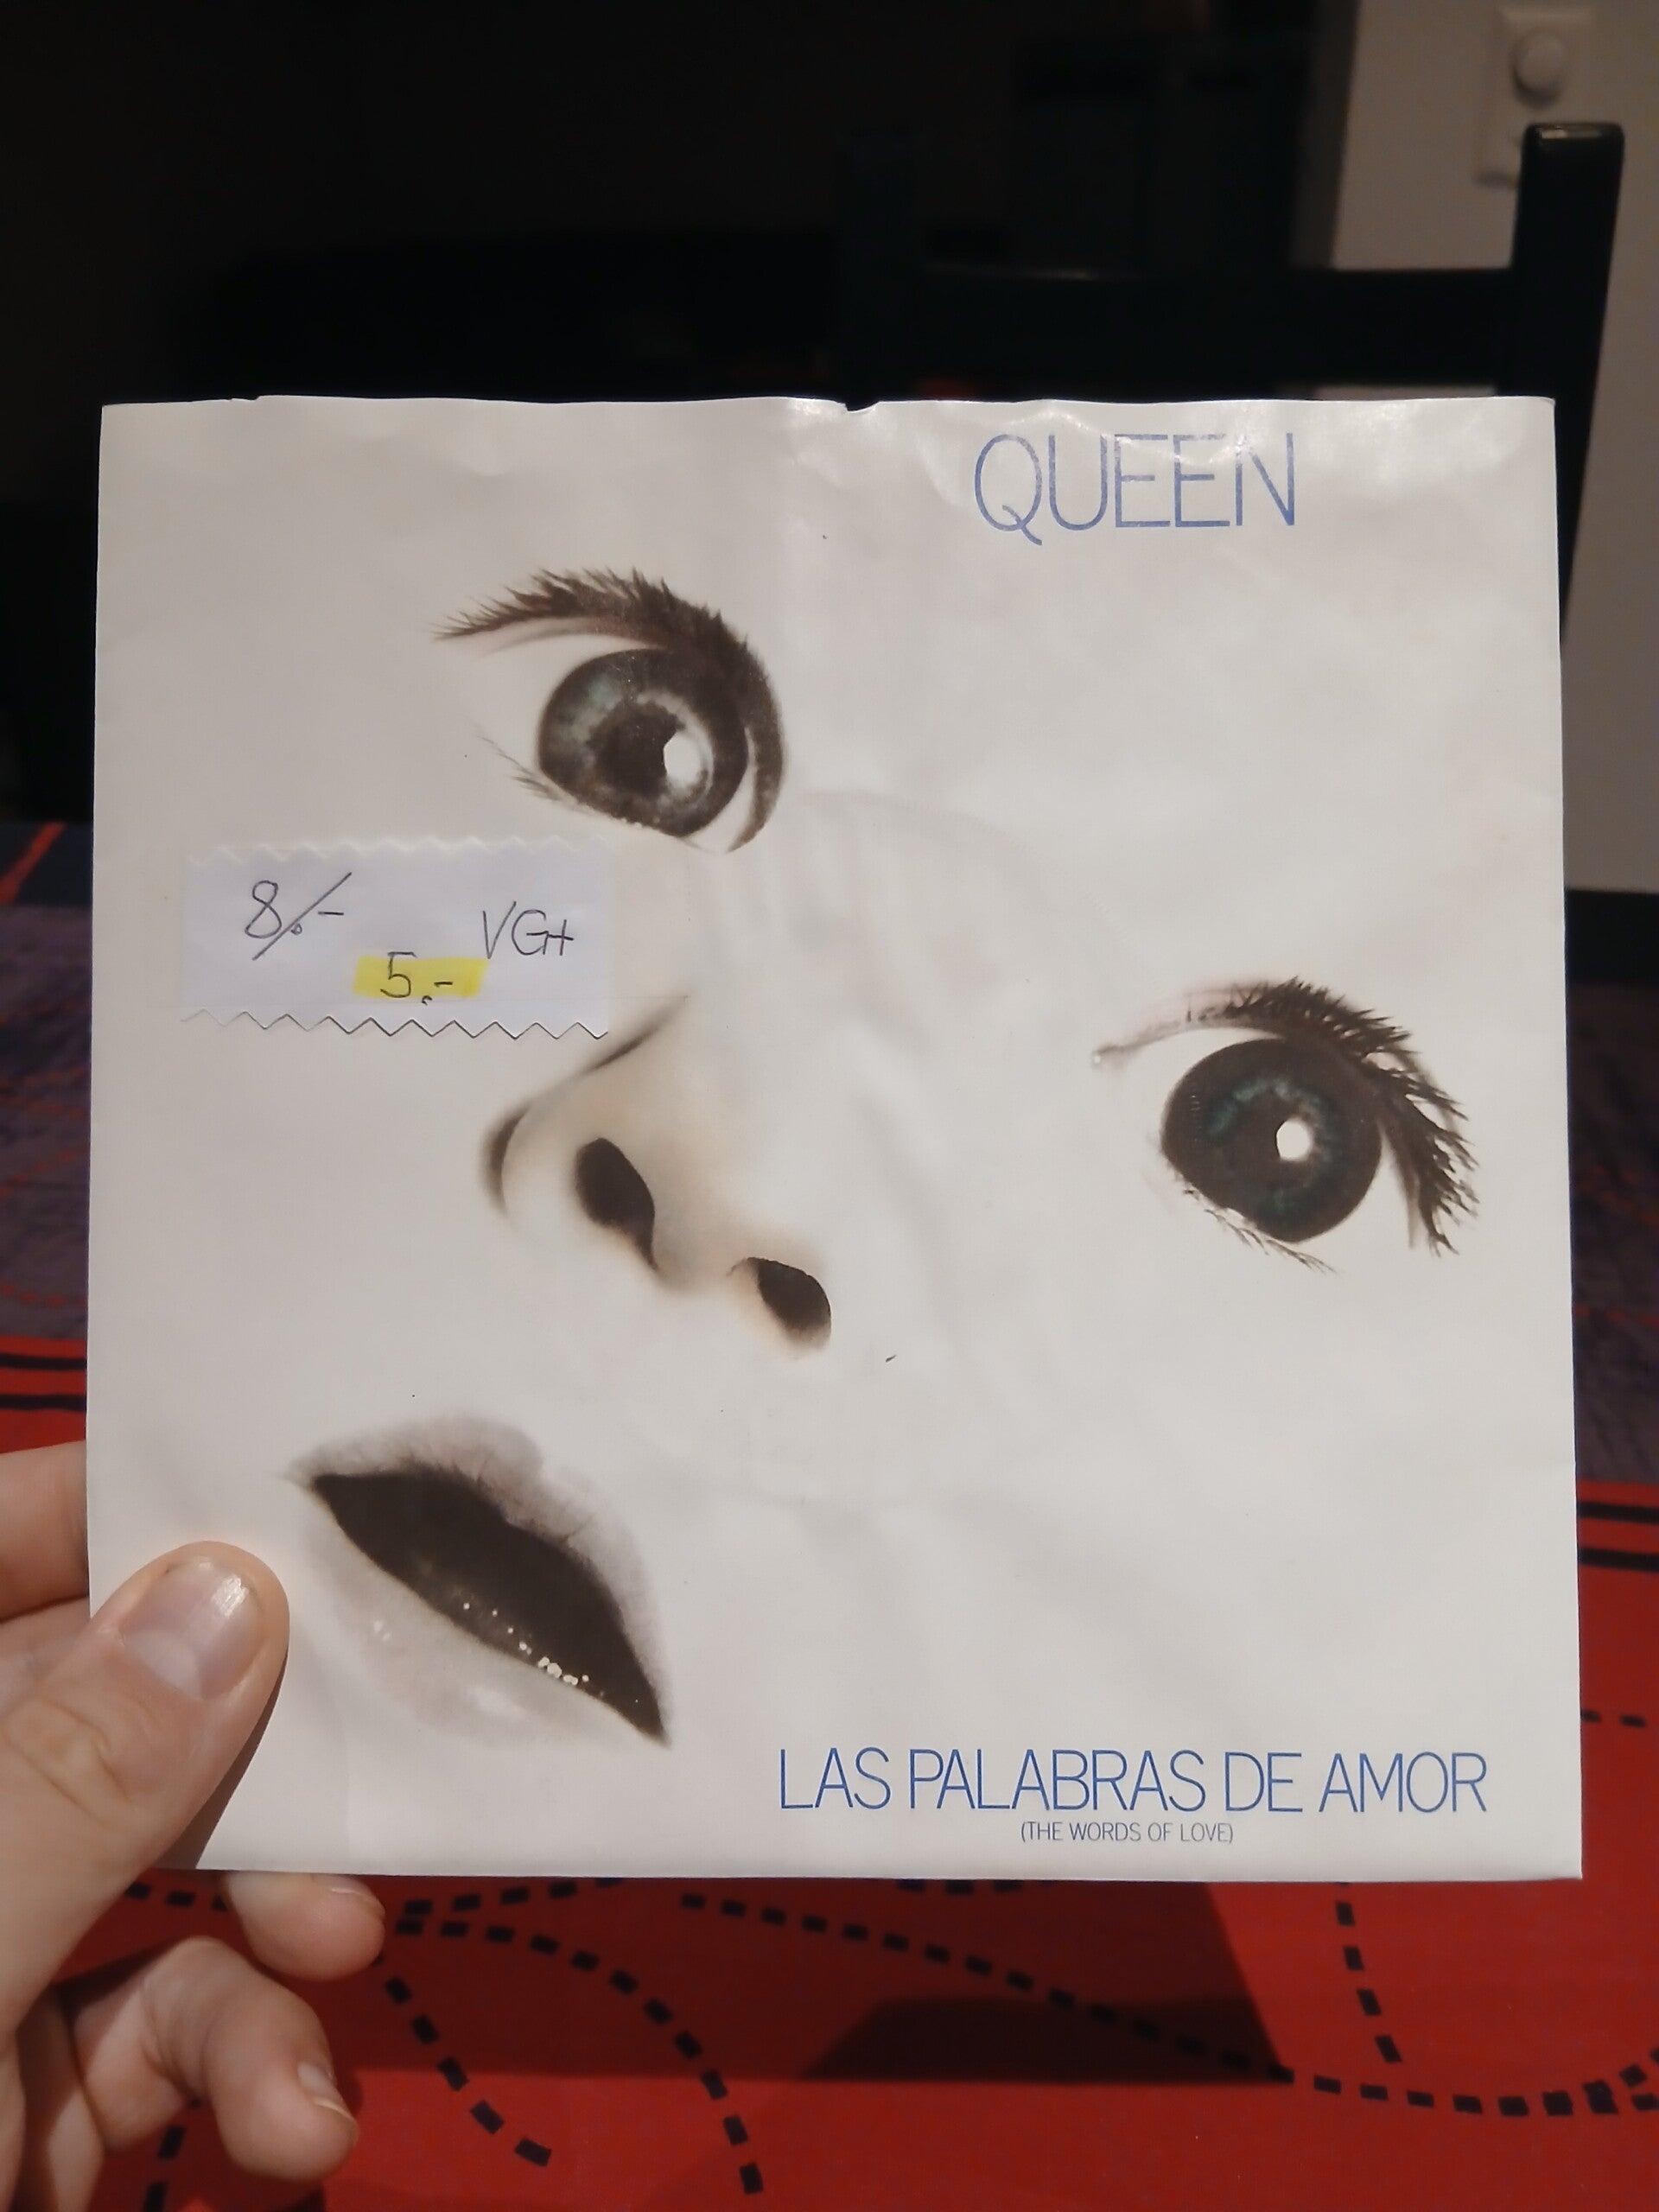 QUEEN
8.-
VG+
5.-
LAS PALABRAS DE AMOR
(THE WORDS OF LOVE)